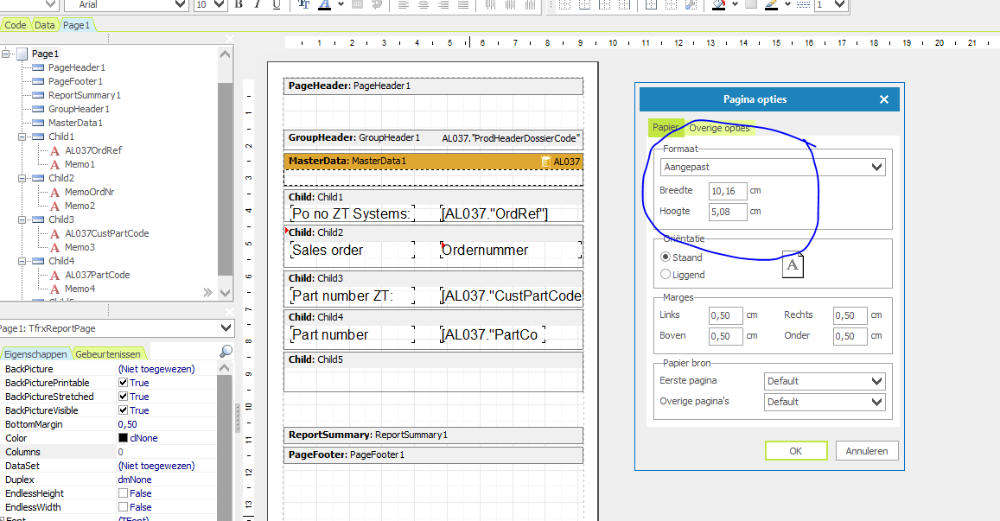 Arial 10 B I U 1
Code Data Page1
1 2 3 4 5 6 7 8 9 10 11 12 13 14 15 16 17 18 19 20 21
Page1
PageHeader1
PageFooter1
ReportSummary1
GroupHeader1
MasterData1
Child1
AL037OrdRef
Memo1
Child2
MemoOrdNr
Memo2
Child3
AL037CustPartCode
Memo3
Child4
AL037PartCode
Memo4
Page1: TfrxReportPage
Eigenschappen Gebeurtenissen
BackPicture (Niet toegewezen)
BackPicturePrintable True
BackPictureStretched True
BackPictureVisible True
BottomMargin 0,50
Color clNone
Columns 0
DataSet (Niet toegewezen)
Duplex dmNone
EndlessHeight False
EndlessWidth False
Font (TFont)
1
2
3
4
5
6
7
8
9
10
11
12
13
PageHeader: PageHeader1
GroupHeader: GroupHeader1 AL037."ProdHeaderDossierCode"
MasterData: MasterData1 AL037
Child: Child1
Po no ZT Systems: [AL037."OrdRef"]
Child: Child2
Sales order Ordernummer
Child: Child3
Part number ZT: [AL037."CustPartCode
Child: Child4
Part number [AL037."PartCo
Child: Child5
ReportSummary: ReportSummary1
PageFooter: PageFooter1
Pagina opties
Papier Overige opties
Formaat
Aangepast
Breedte 10,16 cm
Hoogte 5,08 cm
Oriëntatie
Staand
Liggend
A
Marges
Links 0,50 cm Rechts 0,50 cm
Boven 0,50 cm Onder 0,50 cm
Papier bron
Eerste pagina Default
Overige pagina's Default
OK Annuleren